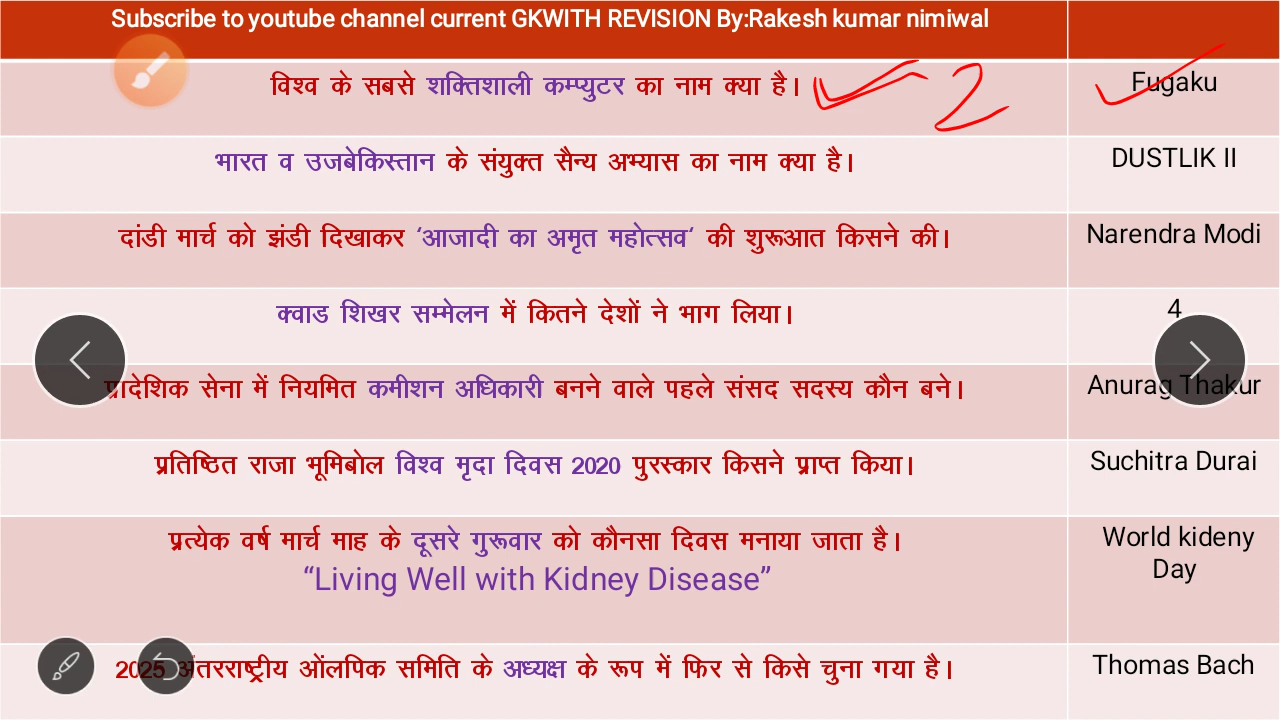 Subscribe to youtube channel current GKWITH REVISION By:Rakesh kumar nimiwal
विश्व के सबसे शक्तिशाली कम्प्युटर का नाम क्या है। 2 Fugaku
भारत व उजबेकिस्तान के संयुक्त सैन्य अभ्यास का नाम क्या है। DUSTLIK II
दांडी मार्च को झंडी दिखाकर ‘आजादी का अमृत महोत्सव‘ की शुरूआत किसने की। Narendra Modi
क्वाड शिखर सम्मेलन में कितने देशों ने भाग लिया। 4
प्रादेशिक सेना में नियमित कमीशन अधिकारी बनने वाले पहले संसद सदस्य कौन बने। Anurag Thakur
प्रतिष्ठित राजा भूमिबोल विश्व मृदा दिवस 2020 पुरस्कार किसने प्राप्त किया। Suchitra Durai
प्रत्येक वर्ष मार्च माह के दूसरे गुरूवार को कौनसा दिवस मनाया जाता है। World kideny
“Living Well with Kidney Disease” Day
2025 अंतरराष्ट्रीय ओंलपिक समिति के अध्यक्ष के रूप में फिर से किसे चुना गया है। Thomas Bach